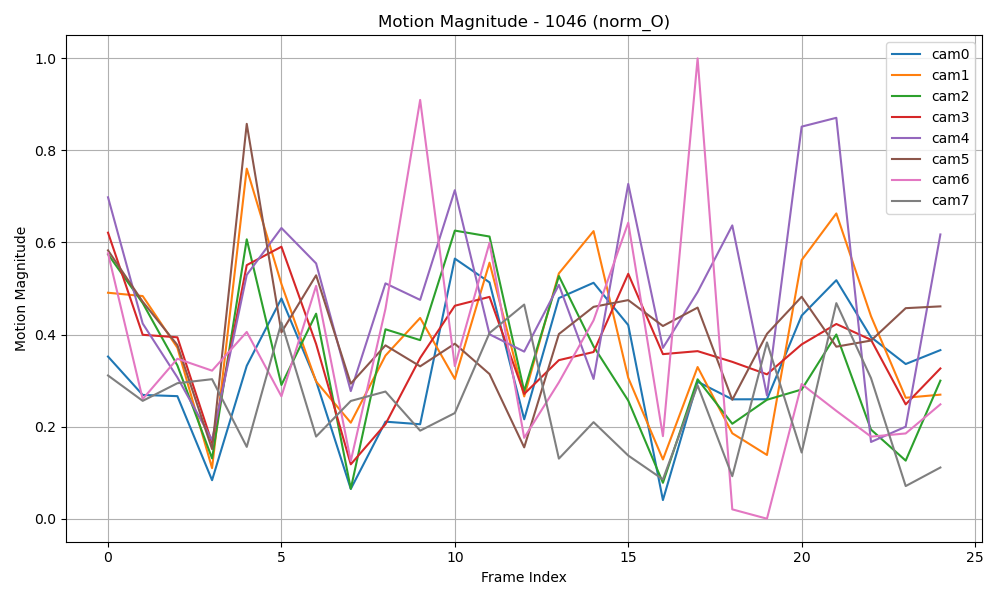 Motion Magnitude - 1046 (norm_O)
Motion Magnitude
1.0
0.8
0.6
0.4
0.2
0.0
0
5
10
15
20
25
Frame Index
cam0
cam1
cam2
cam3
cam4
cam5
cam6
cam7